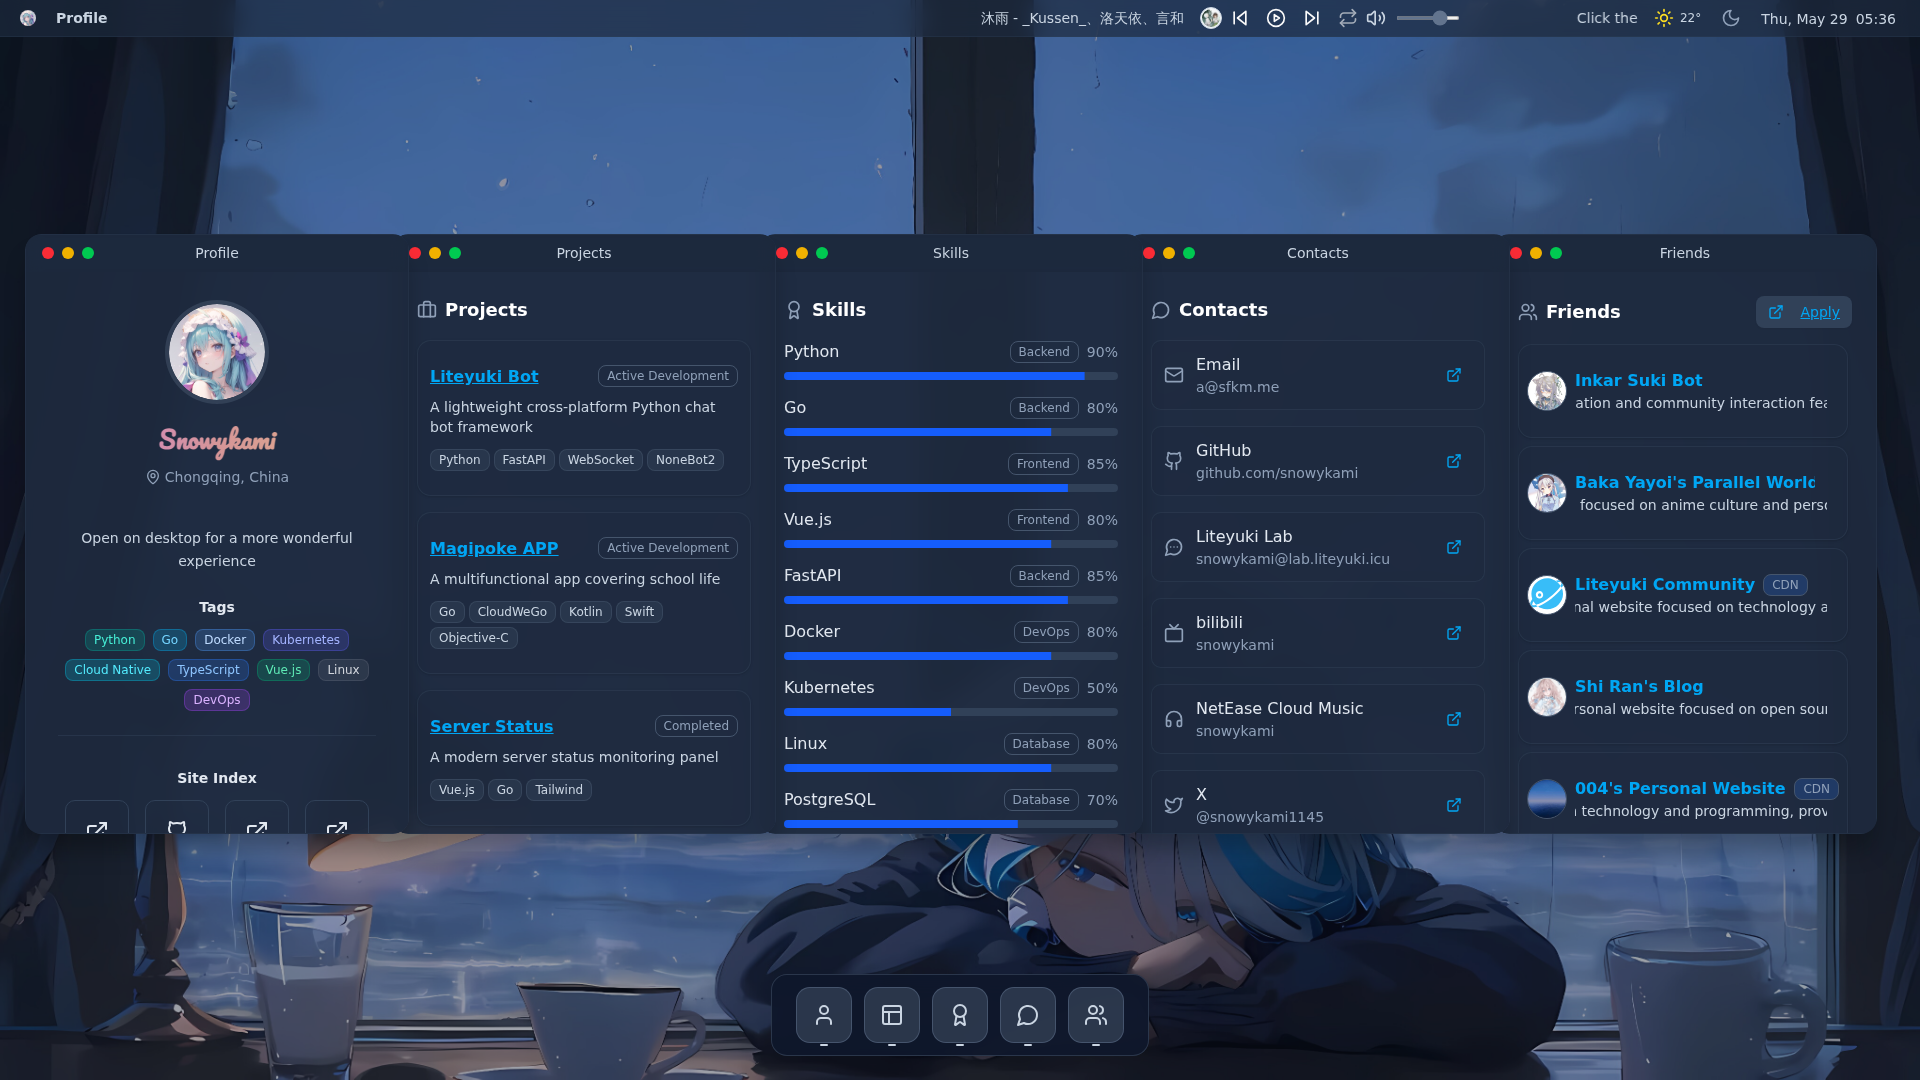 Profile
沐雨 - _Kussen_、洛天依、言和
Click the
22°
Thu, May 29 05:36
Profile
Snowykami
Chongqing, China
Open on desktop for a more wonderful
experience
Tags
Python Go Docker Kubernetes
Cloud Native TypeScript Vue.js Linux
DevOps
Site Index
Projects
Projects
Liteyuki Bot Active Development
A lightweight cross-platform Python chat
bot framework
Python FastAPI WebSocket NoneBot2
Magipoke APP Active Development
A multifunctional app covering school life
Go CloudWeGo Kotlin Swift
Objective-C
Server Status Completed
A modern server status monitoring panel
Vue.js Go Tailwind
Skills
Skills
Python Backend 90%
Go Backend 80%
TypeScript Frontend 85%
Vue.js Frontend 80%
FastAPI Backend 85%
Docker DevOps 80%
Kubernetes DevOps 50%
Linux Database 80%
PostgreSQL Database 70%
Contacts
Contacts
Email
a@sfkm.me
GitHub
github.com/snowykami
Liteyuki Lab
snowykami@lab.liteyuki.icu
bilibili
snowykami
NetEase Cloud Music
snowykami
X
@snowykami1145
Friends
Friends Apply
Inkar Suki Bot
ation and community interaction fea
Baka Yayoi's Parallel World
focused on anime culture and perso
Liteyuki Community CDN
nal website focused on technology a
Shi Ran's Blog
rsonal website focused on open sour
004's Personal Website CDN
technology and programming, prov